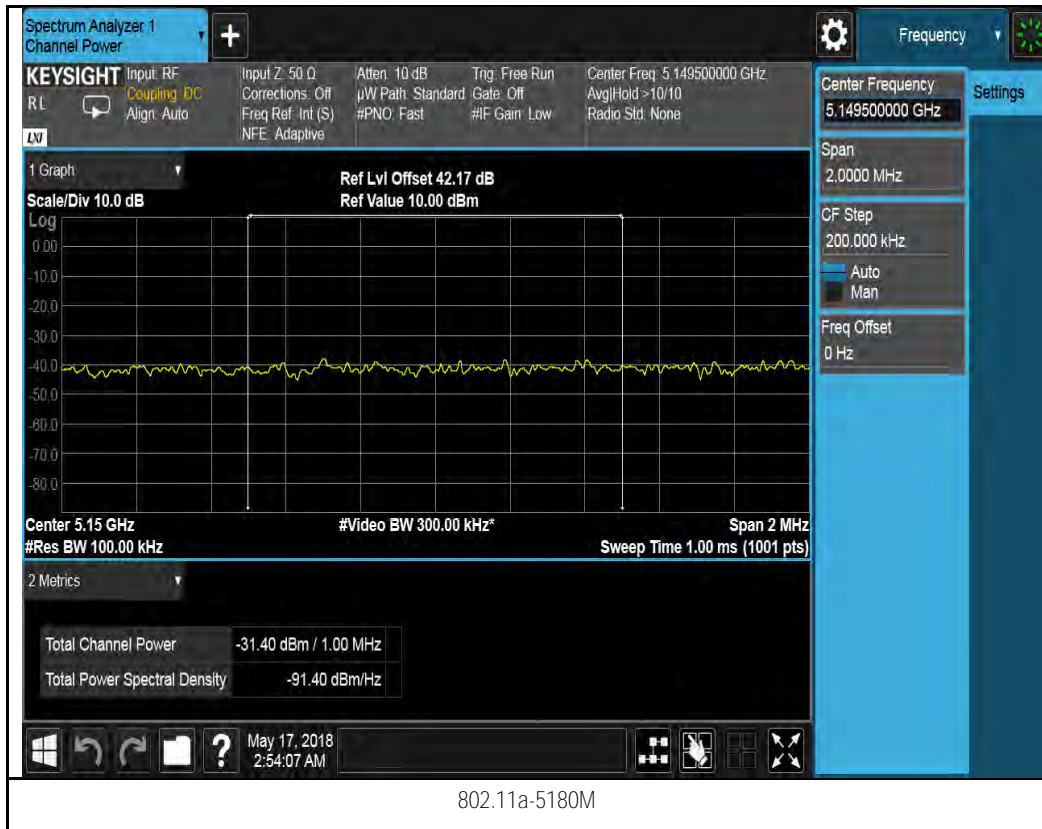 Spectrum Analyzer 1
Channel Power
+
Frequency
KEYSIGHT
RL
LXI
Input: RF
Coupling: DC
Align: Auto
Input Z: 50 Ω
Corrections: Off
Freq Ref: Int (S)
NFE: Adaptive
Atten: 10 dB
µW Path: Standard
#PNO: Fast
Trig: Free Run
Gate: Off
#IF Gain: Low
Center Freq: 5.149500000 GHz
Avg|Hold:>10/10
Radio Std: None
Center Frequency
5.149500000 GHz
Settings
Span
2.0000 MHz
CF Step
200.000 kHz
Auto
Man
Freq Offset
0 Hz
1 Graph
Scale/Div 10.0 dB
Ref Lvl Offset 42.17 dB
Ref Value 10.00 dBm
Log
0.00
-10.0
-20.0
-30.0
-40.0
-50.0
-60.0
-70.0
-80.0
Center 5.15 GHz
#Video BW 300.00 kHz*
Span 2 MHz
#Res BW 100.00 kHz
Sweep Time 1.00 ms (1001 pts)
2 Metrics
Total Channel Power -31.40 dBm / 1.00 MHz
Total Power Spectral Density -91.40 dBm/Hz
?
May 17, 2018
2:54:07 AM
802.11a-5180M